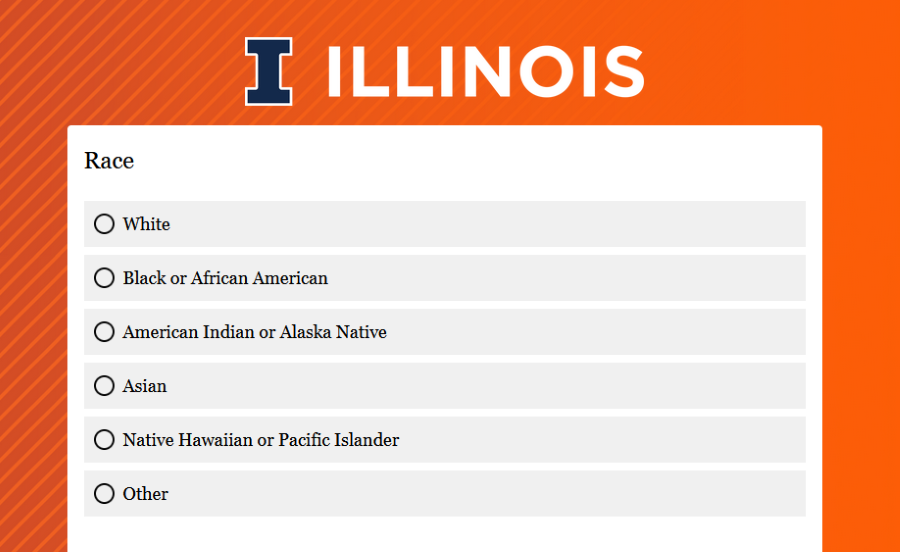 I ILLINOIS
Race
White
Black or African American
American Indian or Alaska Native
Asian
Native Hawaiian or Pacific Islander
Other